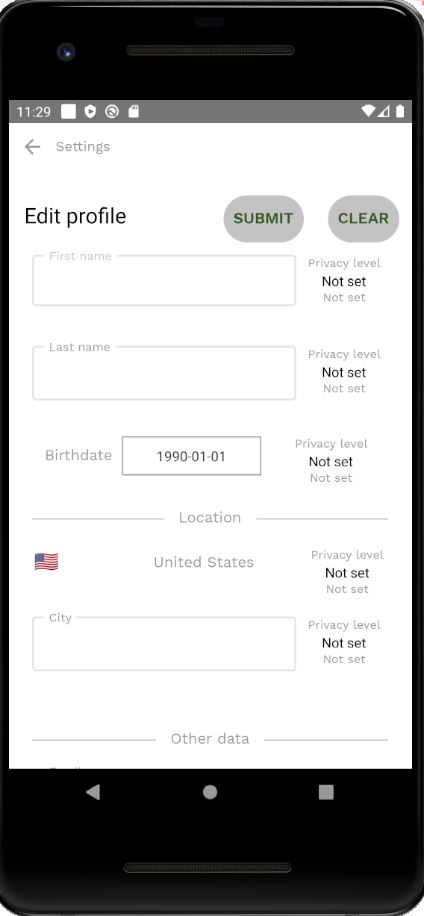 11:29
Settings
Edit profile
SUBMIT
CLEAR
First name
Privacy level
Not set
Not set
Last name
Privacy level
Not set
Not set
Birthdate
1990-01-01
Privacy level
Not set
Not set
Location
United States
Privacy level
Not set
Not set
City
Privacy level
Not set
Not set
Other data